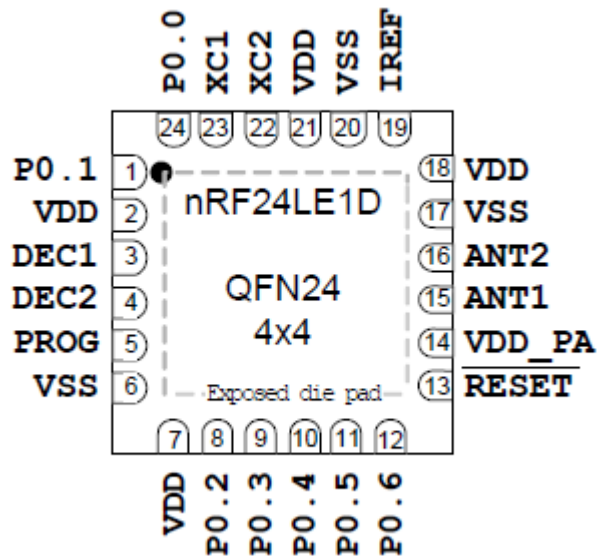 P0.0 XC1 XC2 VDD VSS IREF
24 23 22 21 20 19
P0.1 1 18 VDD
nRF24LE1D
VDD 2 17 VSS
DEC1 3 16 ANT2
QFN24
DEC2 4 15 ANT1
4x4
PROG 5 14 VDD_PA
VSS 6 Exposed die pad 13 RESET
7 8 9 10 11 12
VDD P0.2 P0.3 P0.4 P0.5 P0.6